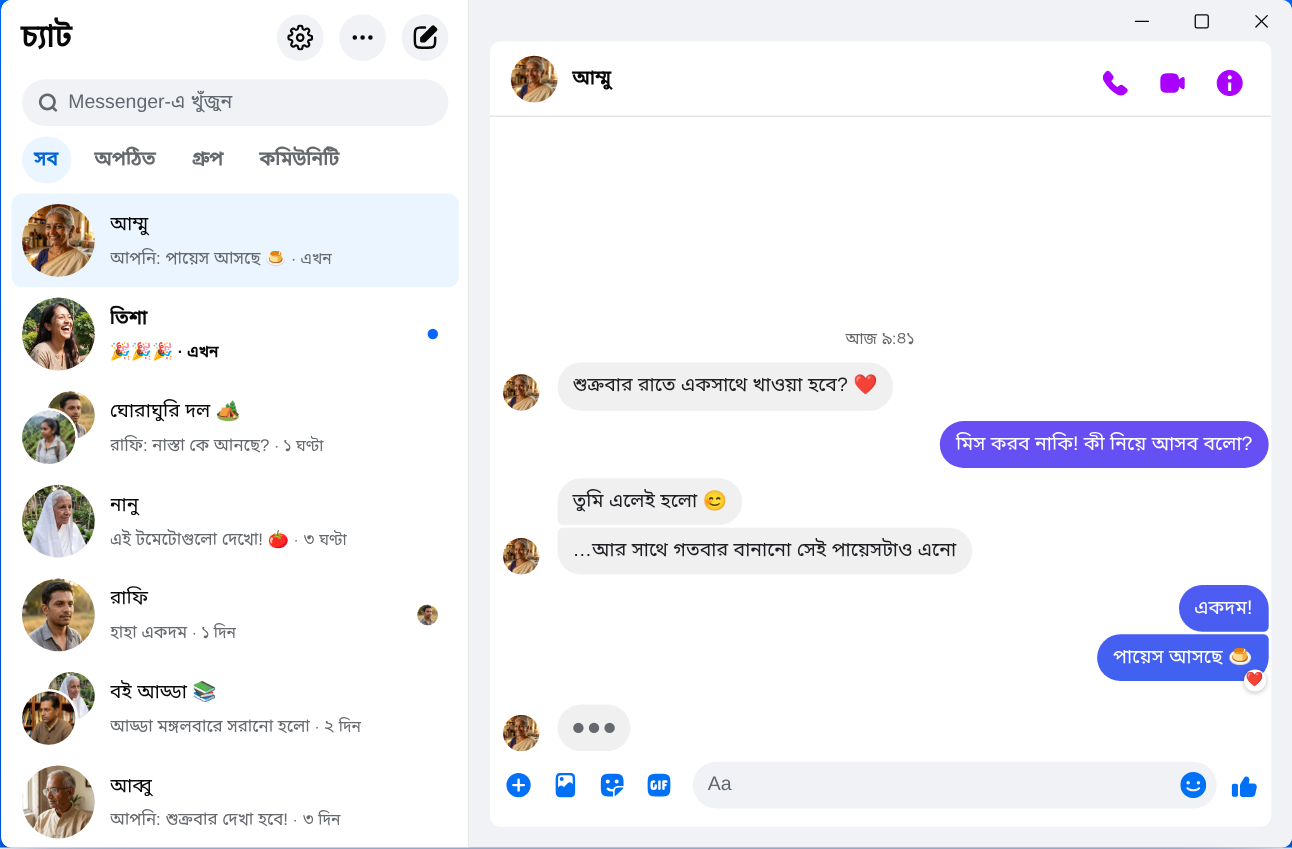 চ্যাট
Messenger-এ খুঁজুন
সব
অপঠিত
গ্রুপ
কমিউনিটি
আম্মু
আপনি: পায়েস আসছে 🍮 · এখন
তিশা
🎉🎉🎉 · এখন
ঘোরাঘুরি দল 🏕️
রাফি: নাস্তা কে আনছে? · ১ ঘণ্টা
নানু
এই টমেটোগুলো দেখো! 🍅 · ৩ ঘণ্টা
রাফি
হাহা একদম · ১ দিন
বই আড্ডা 📚
আড্ডা মঙ্গলবারে সরানো হলো · ২ দিন
আব্বু
আপনি: শুক্রবার দেখা হবে! · ৩ দিন
আম্মু
আজ ৯:৪১
শুক্রবার রাতে একসাথে খাওয়া হবে? ❤️
মিস করব নাকি! কী নিয়ে আসব বলো?
তুমি এলেই হলো 😊
…আর সাথে গতবার বানানো সেই পায়েসটাও এনো
একদম!
পায়েস আসছে 🍮
GIF
Aa